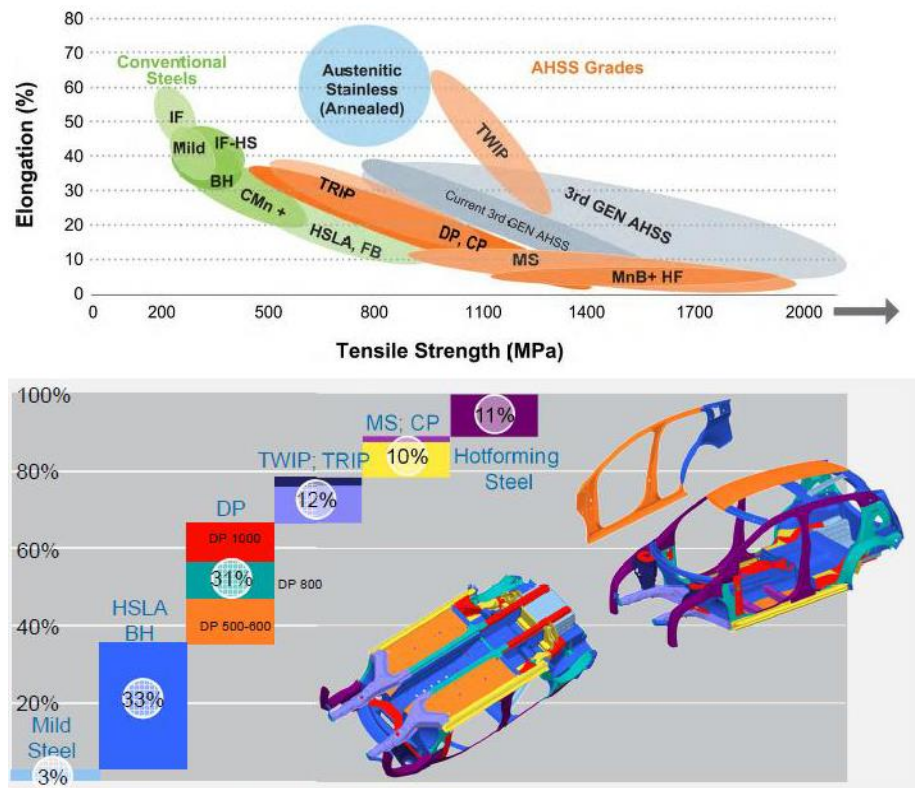 80
70
60
50
40
30
20
10
0
Elongation (%)
Conventional
Steels
Austenitic
Stainless
(Annealed)
AHSS Grades
IF
Mild
IF-HS
BH
CMn +
HSLA, FB
TRIP
DP, CP
TWIP
Current 3rd GEN AHSS
3rd GEN AHSS
MS
MnB+ HF
0 200 500 800 1100 1400 1700 2000
Tensile Strength (MPa)
100%
80%
60%
40%
20%
Mild
Steel
3%
HSLA
BH
33%
DP
DP 1000
31%
DP 800
DP 500-600
TWIP; TRIP
12%
MS; CP
10%
11%
Hotforming
Steel